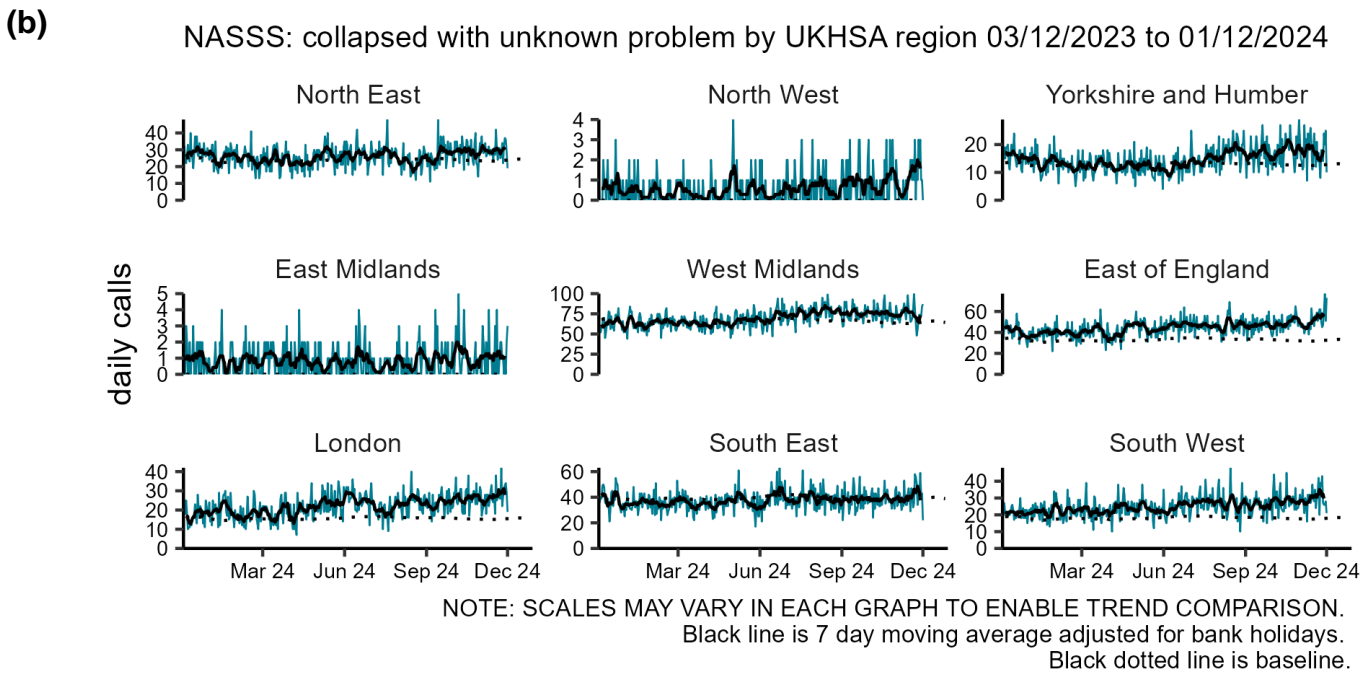 (b)
NASSS: collapsed with unknown problem by UKHSA region 03/12/2023 to 01/12/2024
North East
North West
Yorkshire and Humber
40
30
20
10
0
4
3
2
1
0
20
10
0
daily calls
East Midlands
West Midlands
East of England
5
4
3
2
1
0
100
75
50
25
0
60
40
20
0
London
South East
South West
40
30
20
10
0
60
40
20
0
40
30
20
10
0
Mar 24 Jun 24 Sep 24 Dec 24
Mar 24 Jun 24 Sep 24 Dec 24
Mar 24 Jun 24 Sep 24 Dec 24
NOTE: SCALES MAY VARY IN EACH GRAPH TO ENABLE TREND COMPARISON.
Black line is 7 day moving average adjusted for bank holidays.
Black dotted line is baseline.